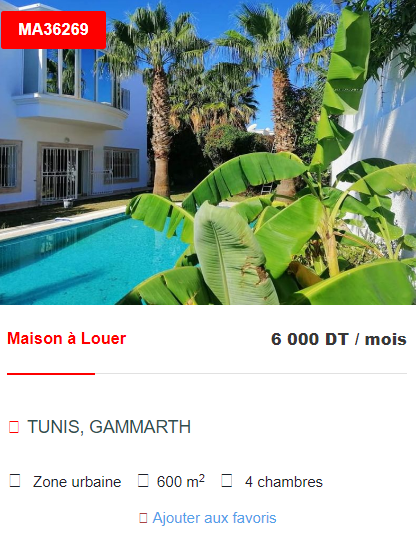 MA36269
Maison à Louer
6 000 DT / mois
TUNIS, GAMMARTH
Zone urbaine 600 m² 4 chambres
Ajouter aux favoris